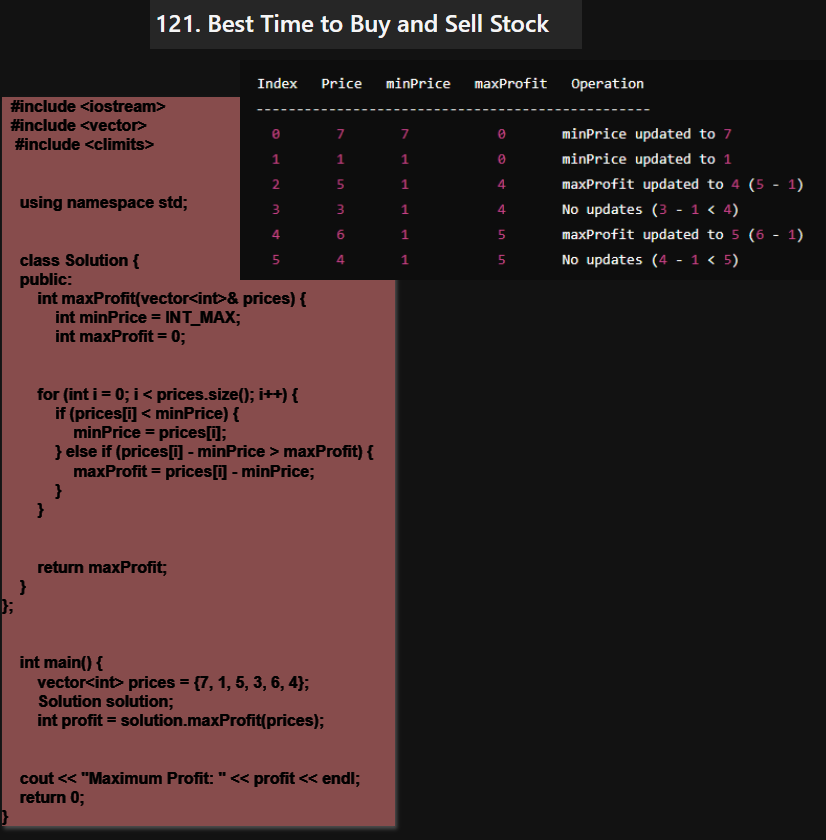 121. Best Time to Buy and Sell Stock
Index Price minPrice maxProfit Operation
-------------------------------------------------
0 7 7 0 minPrice updated to 7
1 1 1 0 minPrice updated to 1
2 5 1 4 maxProfit updated to 4 (5 - 1)
3 3 1 4 No updates (3 - 1 < 4)
4 6 1 5 maxProfit updated to 5 (6 - 1)
5 4 1 5 No updates (4 - 1 < 5)
#include <iostream>
#include <vector>
#include <climits>
using namespace std;
class Solution {
public:
int maxProfit(vector<int>& prices) {
int minPrice = INT_MAX;
int maxProfit = 0;
for (int i = 0; i < prices.size(); i++) {
if (prices[i] < minPrice) {
minPrice = prices[i];
} else if (prices[i] - minPrice > maxProfit) {
maxProfit = prices[i] - minPrice;
}
}
return maxProfit;
}
};
int main() {
vector<int> prices = {7, 1, 5, 3, 6, 4};
Solution solution;
int profit = solution.maxProfit(prices);
cout << "Maximum Profit: " << profit << endl;
return 0;
}